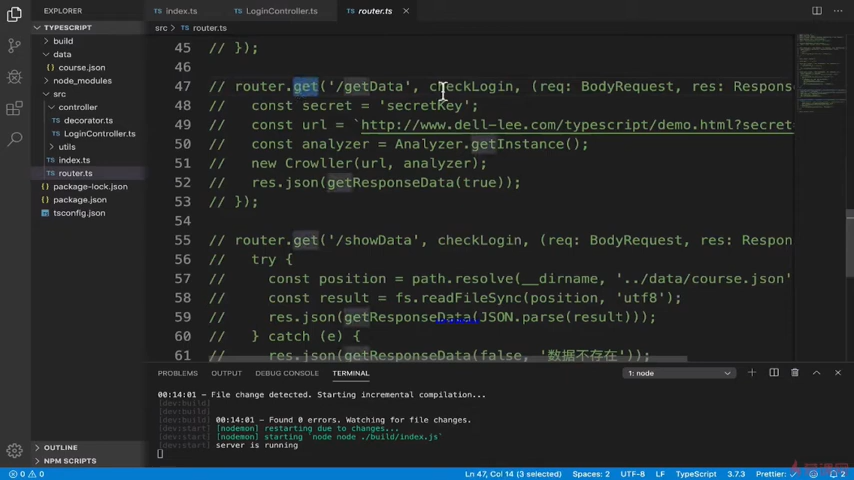 EXPLORER
index.ts
LoginController.ts
router.ts
TYPESCRIPT
src › router.ts
build
data
course.json
node_modules
src
controller
decorator.ts
LoginController.ts
utils
index.ts
router.ts
package-lock.json
package.json
tsconfig.json
OUTLINE
NPM SCRIPTS
45 // });
46
47 // router.get('/getData', checkLogin, (req: BodyRequest, res: Respons
48 //   const secret = 'secretKey';
49 //   const url = `http://www.dell-lee.com/typescript/demo.html?secret=
50 //   const analyzer = Analyzer.getInstance();
51 //   new Crowller(url, analyzer);
52 //   res.json(getResponseData(true));
53 // });
54
55 // router.get('/showData', checkLogin, (req: BodyRequest, res: Respon
56 //   try {
57 //     const position = path.resolve(__dirname, '../data/course.json'
58 //     const result = fs.readFileSync(position, 'utf8');
59 //     res.json(getResponseData(JSON.parse(result)));
60 //   } catch (e) {
61 //     res.json(getResponseData(false, '数据不存在'));
PROBLEMS OUTPUT DEBUG CONSOLE TERMINAL 1: node
00:14:01 - File change detected. Starting incremental compilation...
[dev:build]
[dev:build] 00:14:01 - Found 0 errors. Watching for file changes.
[dev:start] [nodemon] restarting due to changes...
[dev:start] [nodemon] starting `node node ./build/index.js`
[dev:start] server is running
0 0 Ln 47, Col 14 (3 selected) Spaces: 2 UTF-8 LF TypeScript 3.7.3 Prettier: ✓ 2